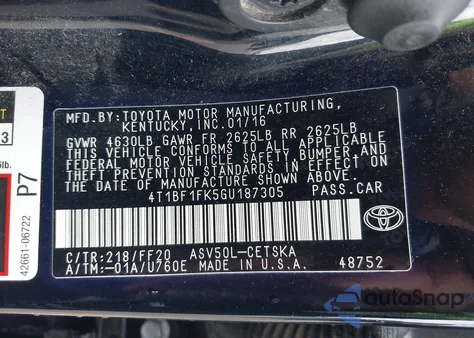 MFD.BY: TOYOTA MOTOR MANUFACTURING,
KENTUCKY, INC. 01/16
GVWR 4630LB GAWR FR 2625LB RR 2625LB
THIS VEHICLE CONFORMS TO ALL APPLICABLE
FEDERAL MOTOR VEHICLE SAFETY, BUMPER AND
THEFT PREVENTION STANDARDS IN EFFECT ON
THE DATE OF MANUFACTURE SHOWN ABOVE.
4T1BF1FK5GU187305 PASS.CAR
C/TR:218/FF20 ASV50L-CETSKA
A/TM:-01A/U760E MADE IN U.S.A. 48752
TOYOTA
T
3
lb.
P7
42661-06722
AutoSnap